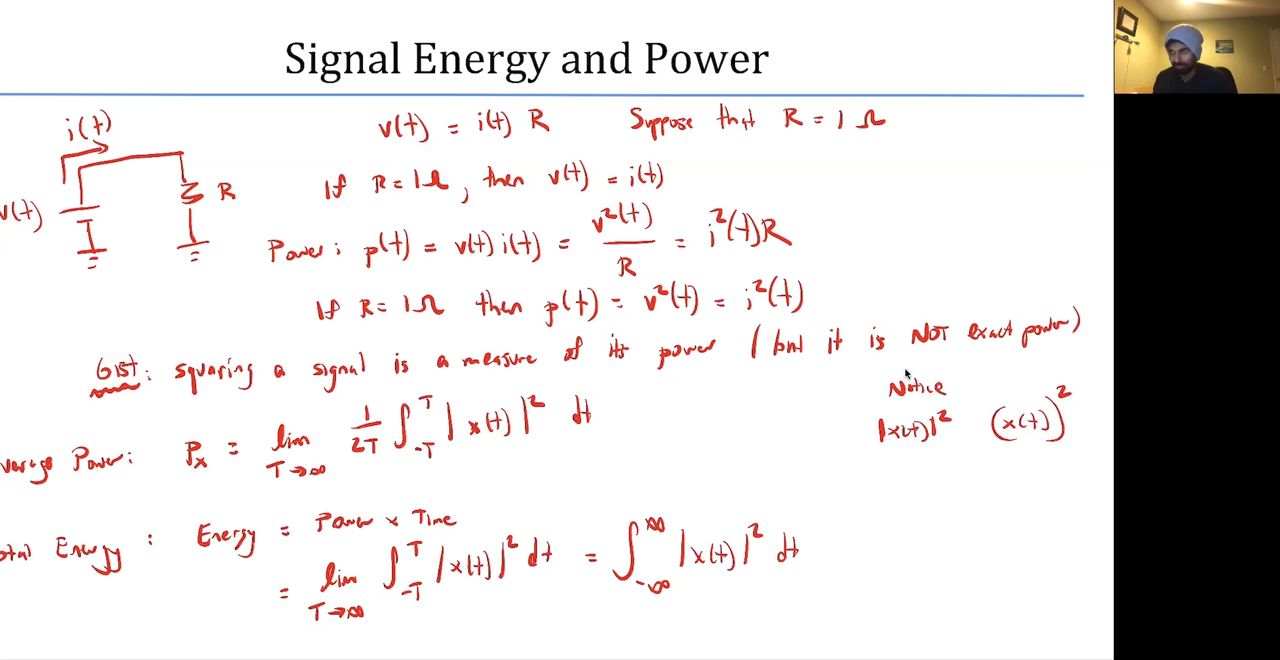 Signal Energy and Power
i(t)
v(t) = i(t) R Suppose that R = 1 Ω
If R = 1Ω, then v(t) = i(t)
v(t)
R
Power: p(t) = v(t) i(t) = v²(t)/R = i²(t)R
If R = 1Ω then p(t) = v²(t) = i²(t)
Gist: squaring a signal is a measure of its power (but it is NOT exact power)
Notice
|x(t)|² (x(t))²
verage Power: Pₓ = lim T→∞ 1/2T ∫_{-T}^{T} |x(t)|² dt
otal Energy: Energy = Power × Time
= lim T→∞ ∫_{-T}^{T} |x(t)|² dt = ∫_{-∞}^{∞} |x(t)|² dt